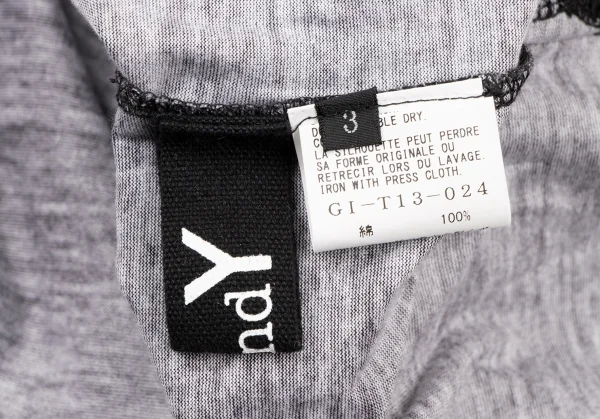 3
DRY.
LA SILHOUETTE PEUT PERDRE
SA FORME ORIGINALE OU
RETRECIR LORS DU LAVAGE.
IRON WITH PRESS CLOTH.
GI-T13-024
綿 100%
Y
nd